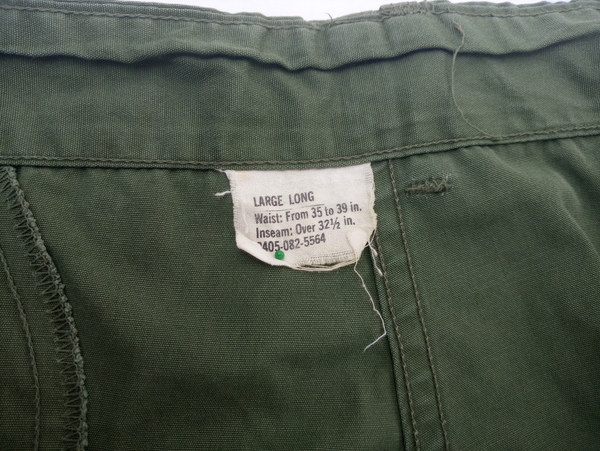 LARGE LONG
Waist: From 35 to 39 in.
Inseam: Over 32½ in.
8405-082-5564